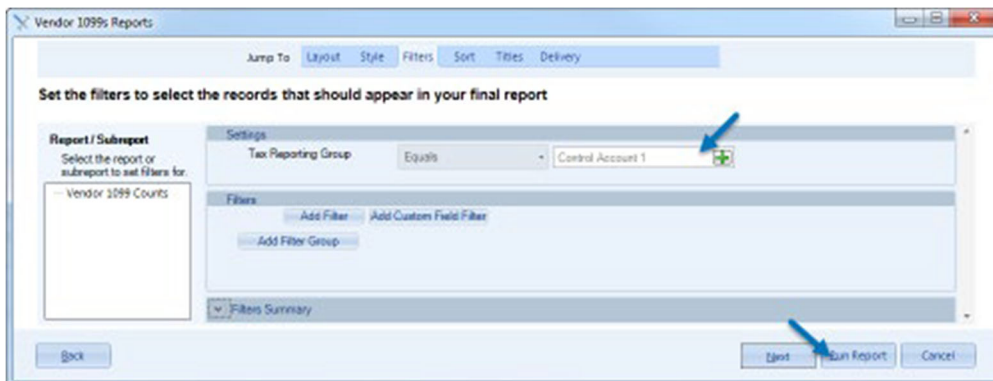 Vendor 1099s Reports
Jump To Layout Style Filters Sort Titles Delivery
Set the filters to select the records that should appear in your final report
Report / Subreport
Select the report or
subreport to set filters for.
Vendor 1099 Counts
Settings
Tax Reporting Group Equals Control Account 1
Filters
Add Filter Add Custom Field Filter
Add Filter Group
Filters Summary
Back Next Run Report Cancel